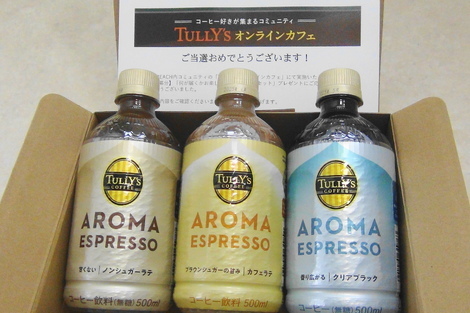 コーヒー好きが集まるコミュニティ
TULLY'S オンラインカフェ
ご当選おめでとうございます！
TULLY'S
COFFEE
AROMA
ESPRESSO
甘くない ノンシュガーラテ
コーヒー飲料(無糖) 500ml
TULLY'S
COFFEE
AROMA
ESPRESSO
ブラウンシュガーの甘み カフェラテ
コーヒー飲料 500ml
TULLY'S
COFFEE
AROMA
ESPRESSO
香り広がる クリアブラック
コーヒー飲料(無糖) 500ml